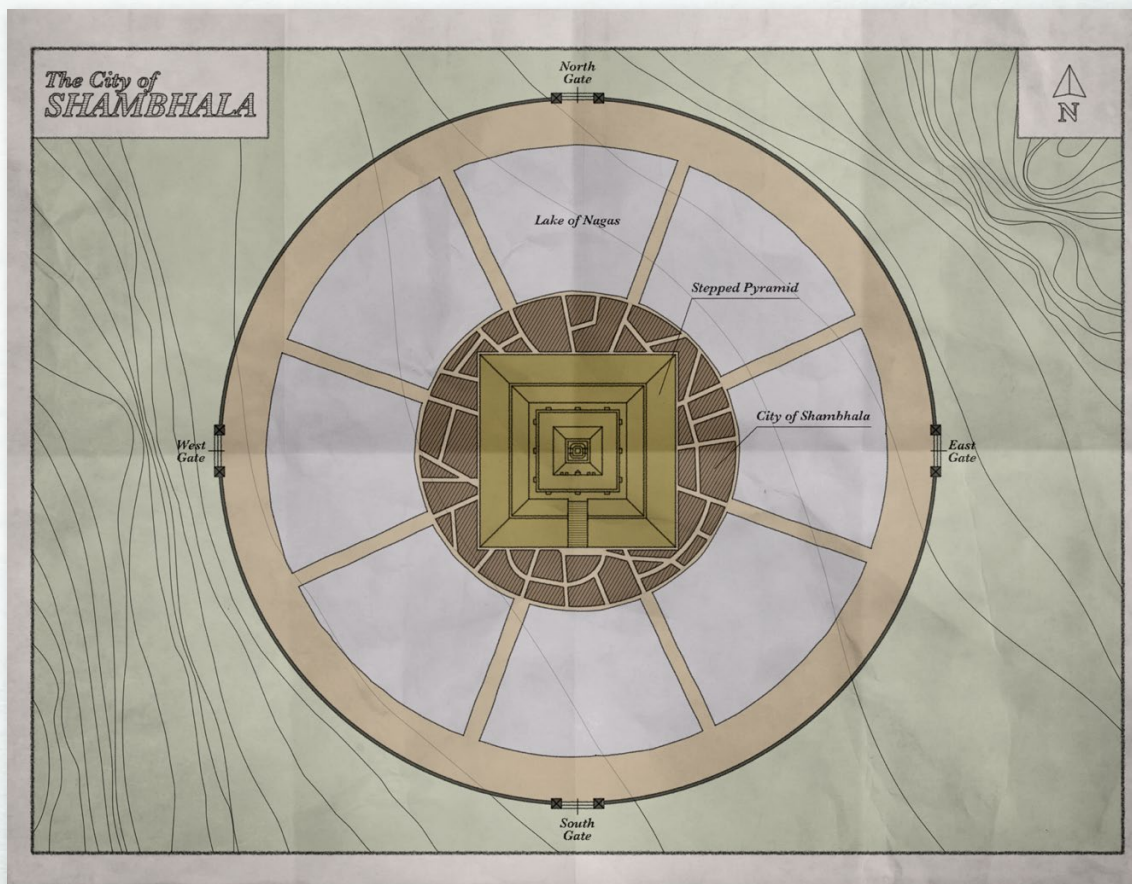 The City of
SHAMBHALA
N
North
Gate
Lake of Nagas
Stepped Pyramid
City of Shambhala
West
Gate
East
Gate
South
Gate